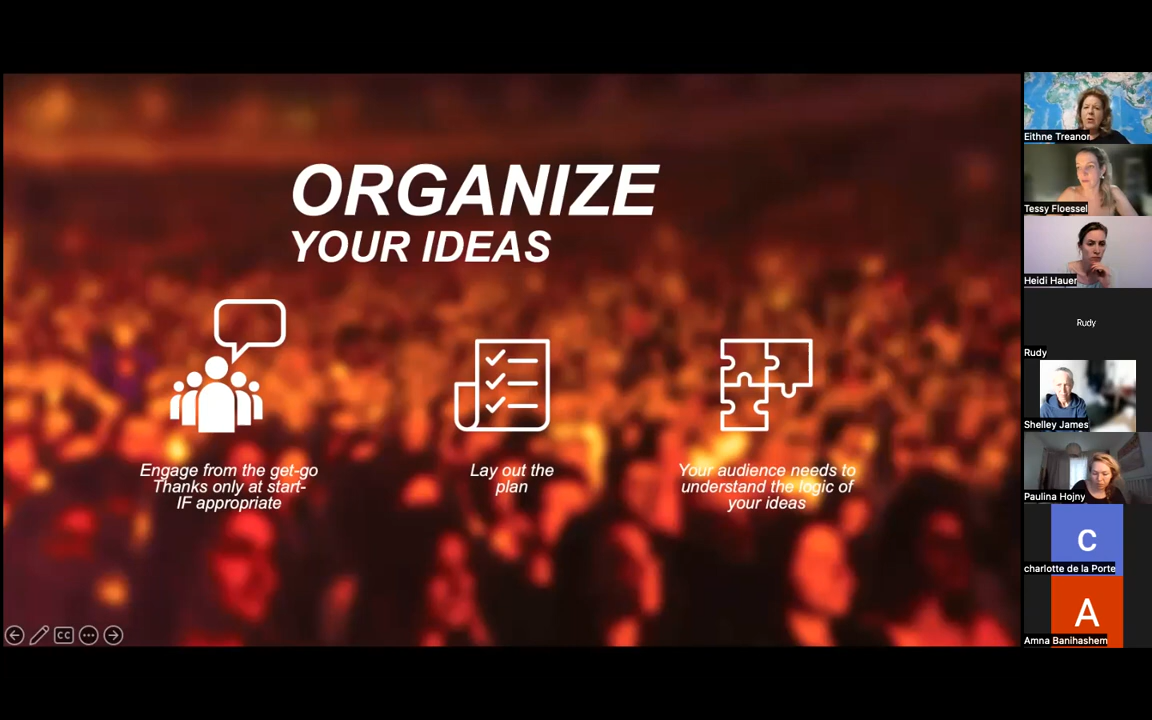 ORGANIZE
YOUR IDEAS
Engage from the get-go
Thanks only at start-
IF appropriate
Lay out the
plan
Your audience needs to
understand the logic of
your ideas
CC
Eithne Treanor
Tessy Floessel
Heidi Hauer
Rudy
Rudy
Shelley James
Paulina Hojny
C
charlotte de la Porte
A
Amna Banihashem